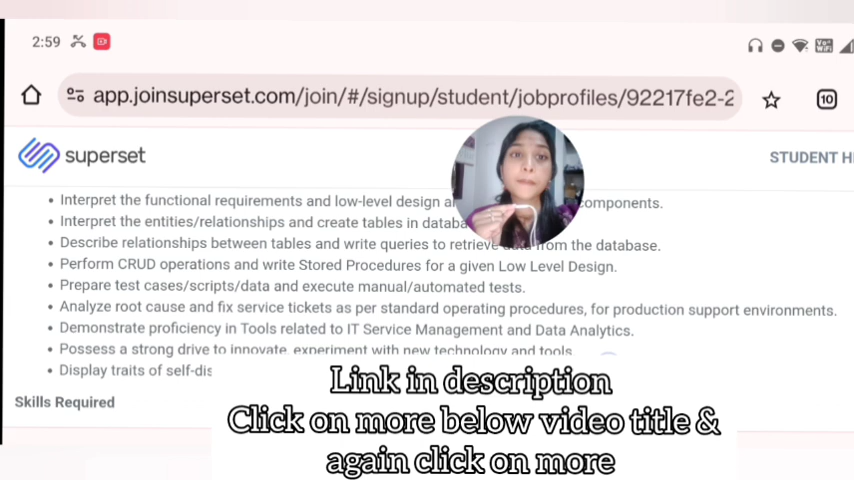 2:59
Vo
WiFi
app.joinsuperset.com/join/#/signup/student/jobprofiles/92217fe2-2
10
superset
STUDENT H
Interpret the functional requirements and low-level design components.
Interpret the entities/relationships and create tables in
Describe relationships between tables and write queries to retrieve data from the database.
Perform CRUD operations and write Stored Procedures for a given Low Level Design.
Prepare test cases/scripts/data and execute manual/automated tests.
Analyze root cause and fix service tickets as per standard operating procedures, for production support environments.
Demonstrate proficiency in Tools related to IT Service Management and Data Analytics.
Possess a strong drive to innovate, experiment with new technology and tools
Display traits of
Skills Required
Link in description
Click on more below video title &
again click on more